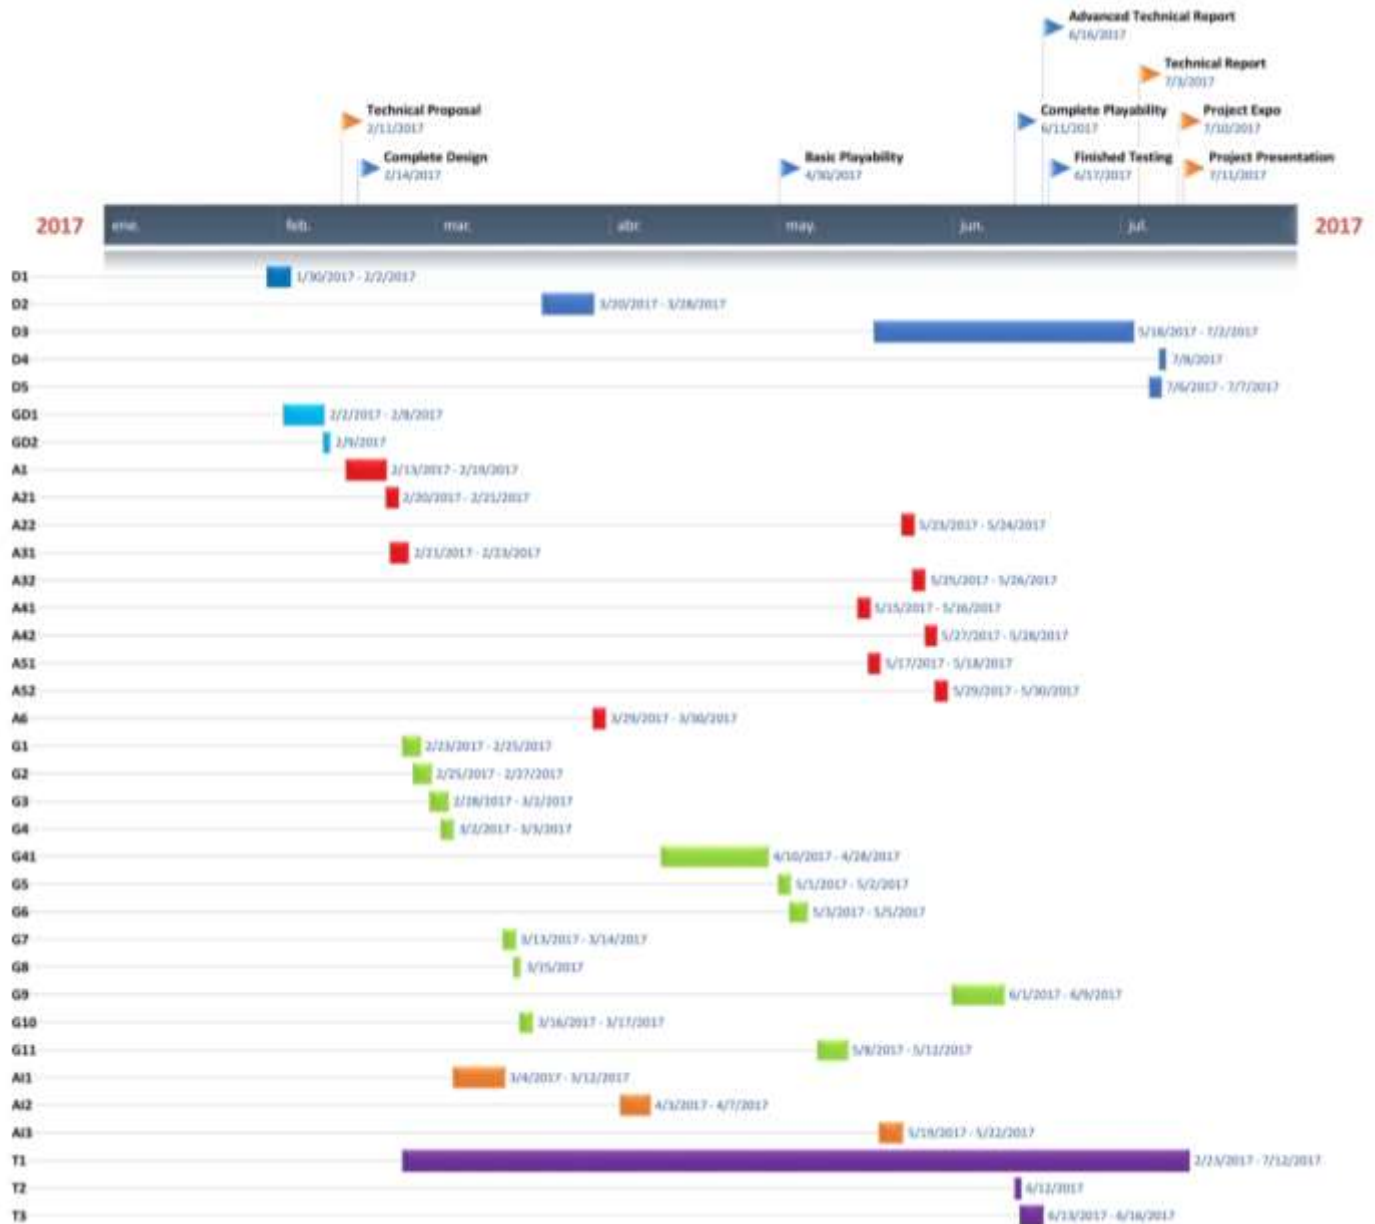 Advanced Technical Report
6/16/2017
Technical Report
7/3/2017
Technical Proposal
2/11/2017
Complete Playability
6/11/2017
Project Expo
7/10/2017
Complete Design
2/14/2017
Basic Playability
4/30/2017
Finished Testing
6/17/2017
Project Presentation
7/11/2017
2017 ene. feb. mar. abr. may. jun. jul. 2017
D1 1/30/2017 - 2/2/2017
D2 3/20/2017 - 3/28/2017
D3 5/18/2017 - 7/2/2017
D4 7/8/2017
D5 7/6/2017 - 7/7/2017
GD1 2/2/2017 - 2/8/2017
GD2 2/9/2017
A1 2/13/2017 - 2/19/2017
A21 2/20/2017 - 2/21/2017
A22 5/23/2017 - 5/24/2017
A31 2/21/2017 - 2/23/2017
A32 5/25/2017 - 5/26/2017
A41 5/15/2017 - 5/16/2017
A42 5/27/2017 - 5/28/2017
A51 5/17/2017 - 5/18/2017
A52 5/29/2017 - 5/30/2017
A6 3/29/2017 - 3/30/2017
G1 2/23/2017 - 2/25/2017
G2 2/25/2017 - 2/27/2017
G3 2/28/2017 - 3/2/2017
G4 3/2/2017 - 3/3/2017
G41 4/10/2017 - 4/28/2017
G5 5/1/2017 - 5/2/2017
G6 5/3/2017 - 5/5/2017
G7 3/13/2017 - 3/14/2017
G8 3/15/2017
G9 6/1/2017 - 6/9/2017
G10 3/16/2017 - 3/17/2017
G11 5/8/2017 - 5/12/2017
AI1 3/4/2017 - 3/12/2017
AI2 4/3/2017 - 4/7/2017
AI3 5/19/2017 - 5/22/2017
T1 2/23/2017 - 7/12/2017
T2 6/12/2017
T3 6/13/2017 - 6/16/2017